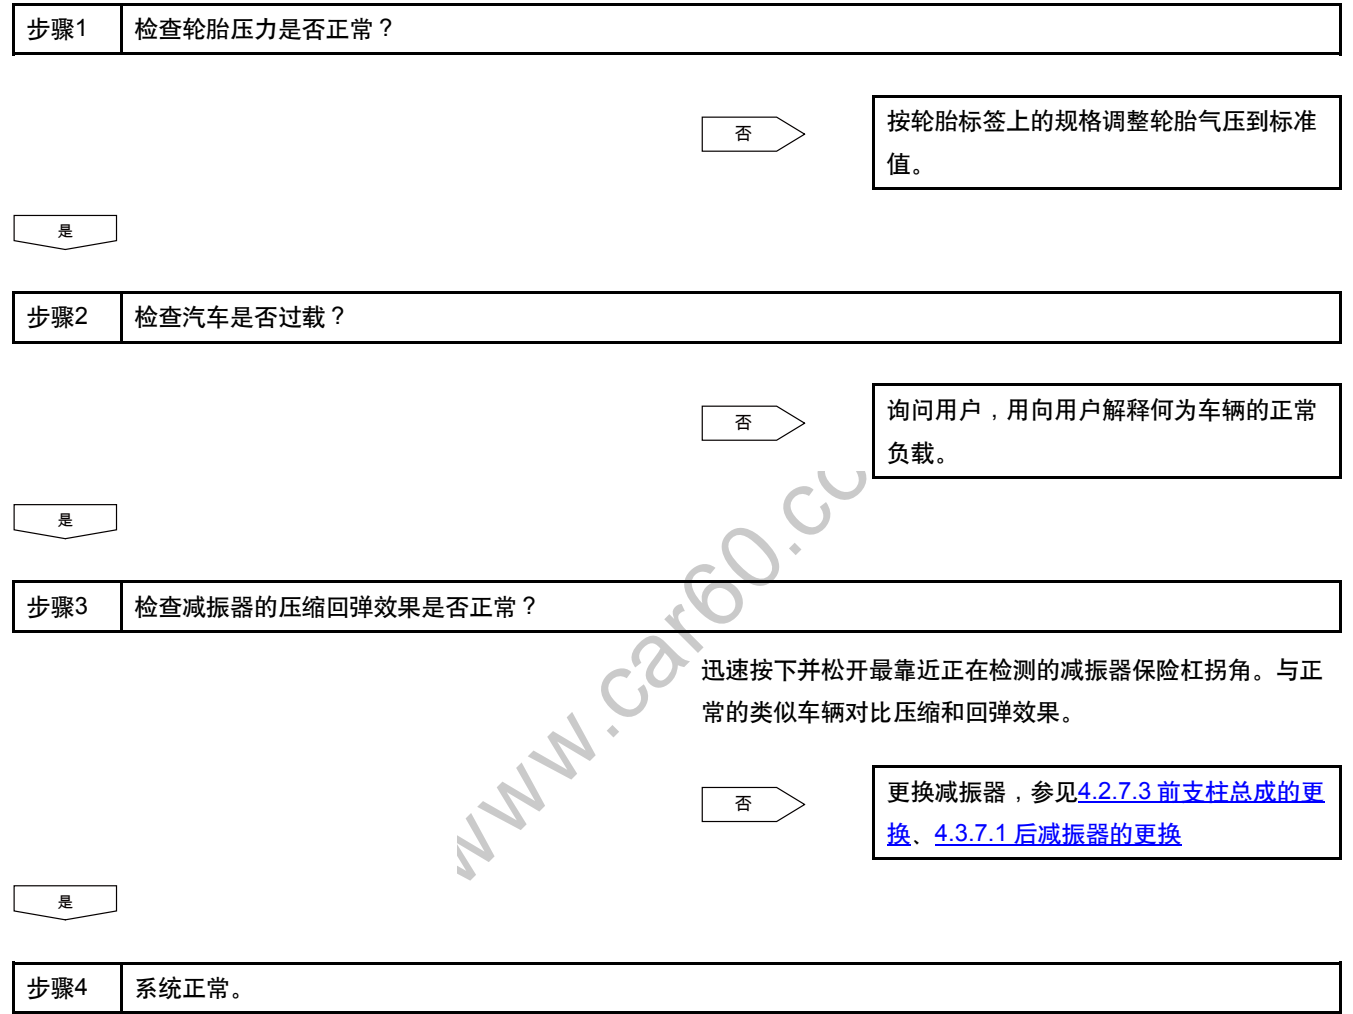 步骤1 检查轮胎压力是否正常？
否
按轮胎标签上的规格调整轮胎气压到标准
值。
是
步骤2 检查汽车是否过载？
否
询问用户，用向用户解释何为车辆的正常
负载。
是
步骤3 检查减振器的压缩回弹效果是否正常？
迅速按下并松开最靠近正在检测的减振器保险杠拐角。与正
常的类似车辆对比压缩和回弹效果。
否
更换减振器，参见4.2.7.3 前支柱总成的更
换、4.3.7.1 后减振器的更换
是
步骤4 系统正常。
www.car60.co